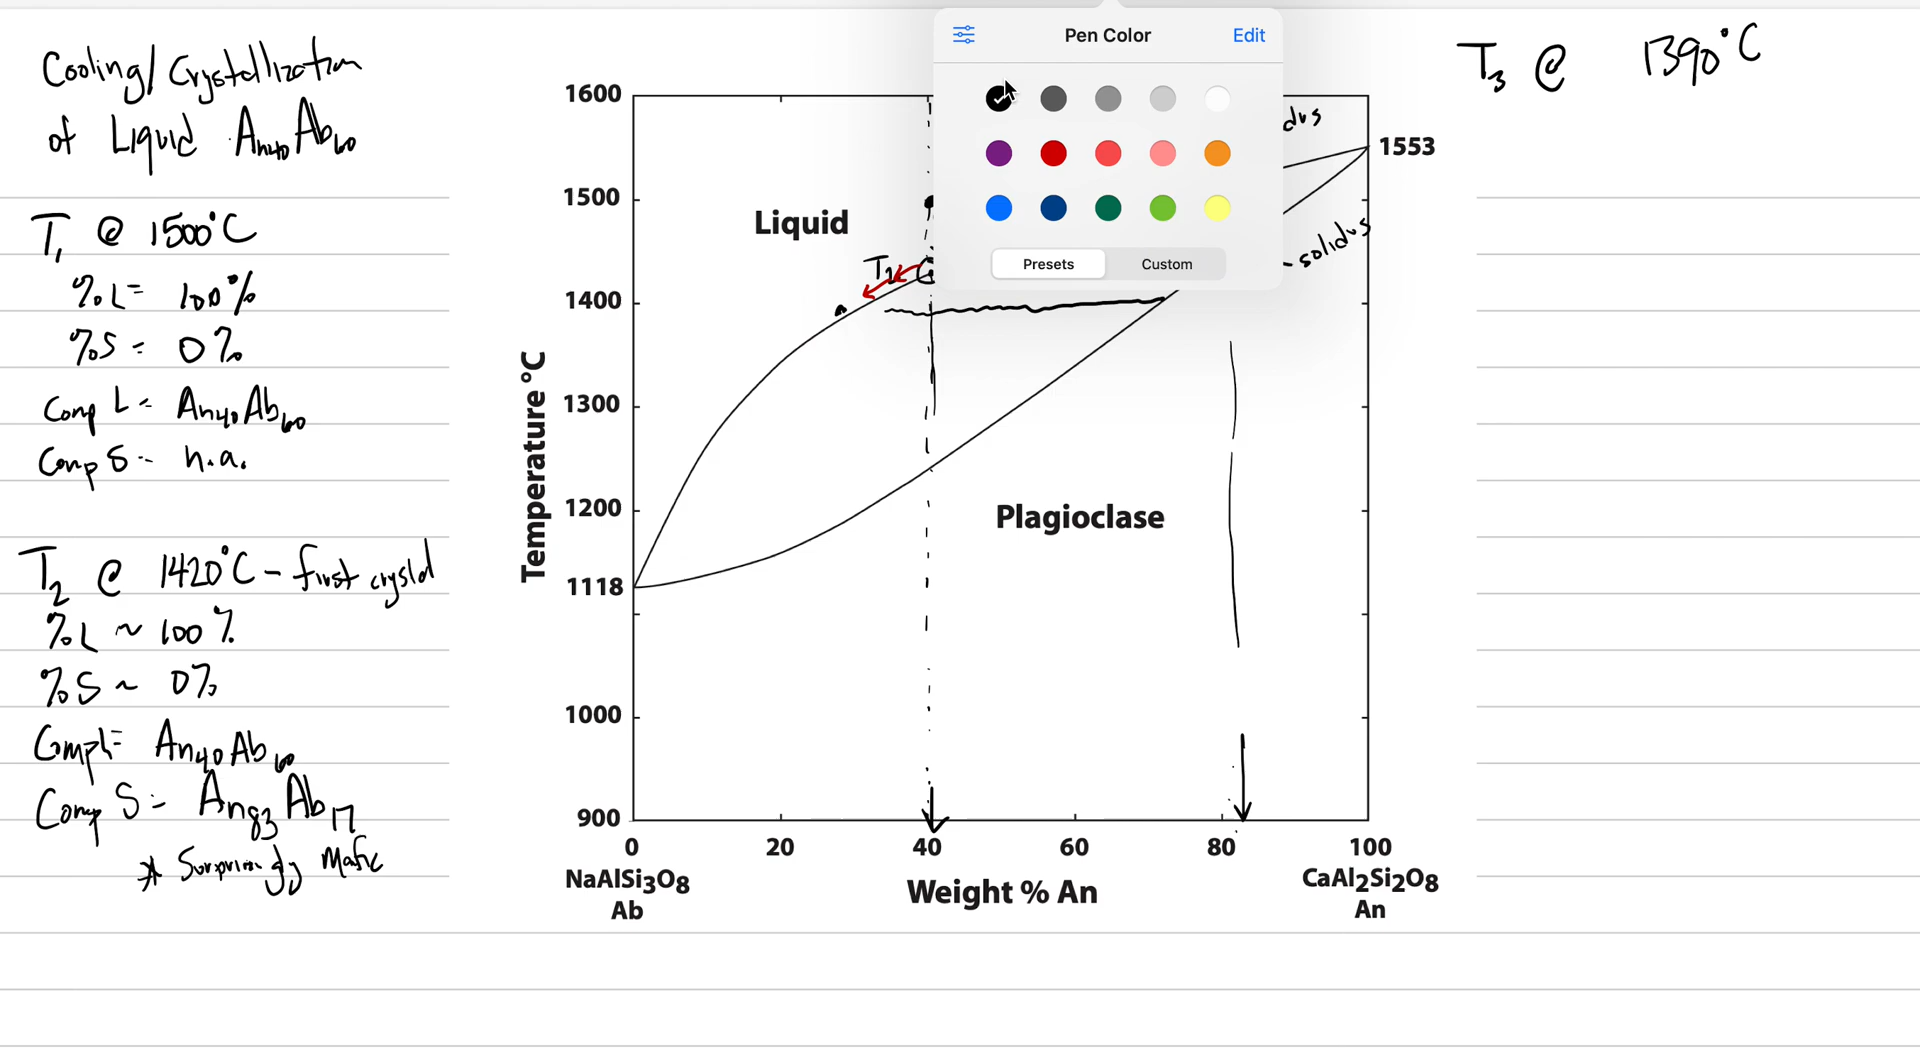 Cooling/Crystallization
of Liquid An40Ab60
T1 @ 1500°C
%L= 100%
%S= 0%
Comp L= An40Ab60
Comp S= n.a.
T2 @ 1420°C - first crystal
%L ~ 100%
%S ~ 0%
Comp L= An40Ab60
Comp S= An83Ab17
* Surprisingly Mafic
Pen Color
Edit
Presets
Custom
1600
1500
1400
1300
1200
1118
1000
900
Temperature °C
Liquid
T2
Plagioclase
dus
1553
solidus
0
20
40
60
80
100
NaAlSi3O8
Ab
Weight % An
CaAl2Si2O8
An
T3 @ 1390°C